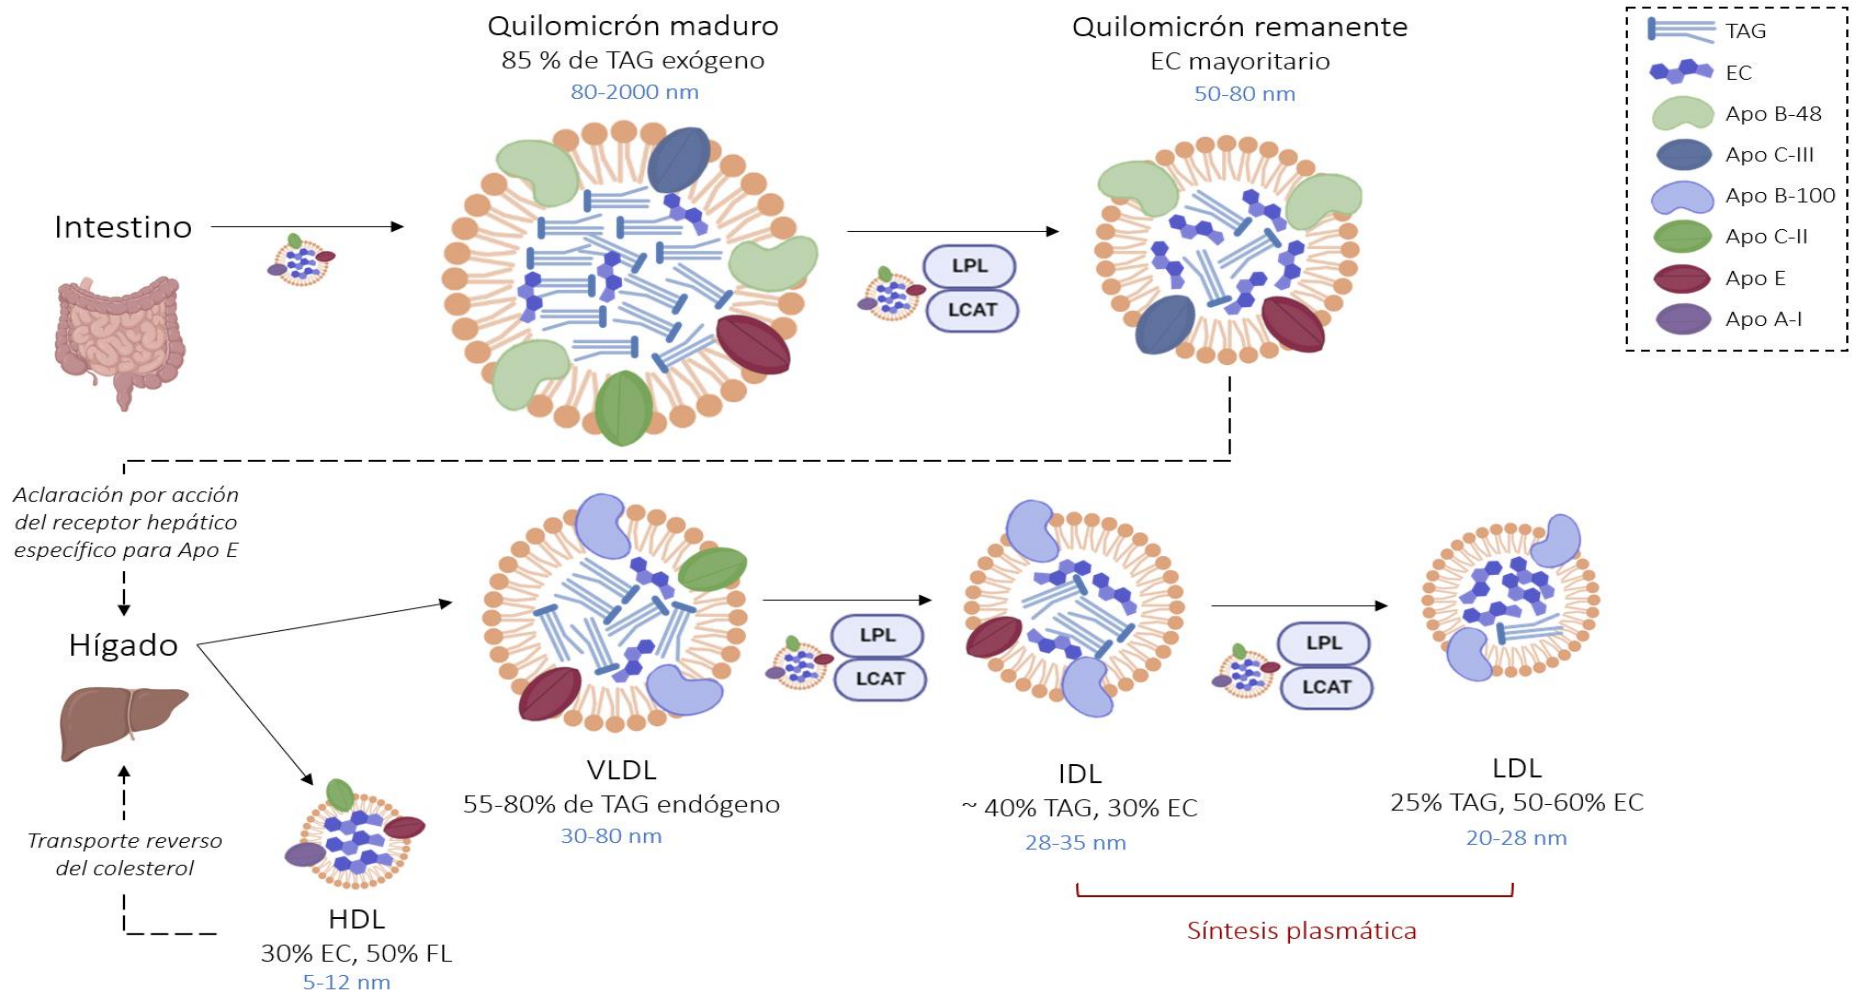 Quilomicrón maduro
85 % de TAG exógeno
80-2000 nm
Quilomicrón remanente
EC mayoritario
50-80 nm
TAG
EC
Apo B-48
Apo C-III
Apo B-100
Apo C-II
Apo E
Apo A-I
Intestino
LPL
LCAT
Aclaración por acción
del receptor hepático
específico para Apo E
Hígado
LPL
LCAT
LPL
LCAT
VLDL
55-80% de TAG endógeno
30-80 nm
IDL
~ 40% TAG, 30% EC
28-35 nm
LDL
25% TAG, 50-60% EC
20-28 nm
Transporte reverso
del colesterol
HDL
30% EC, 50% FL
5-12 nm
Síntesis plasmática